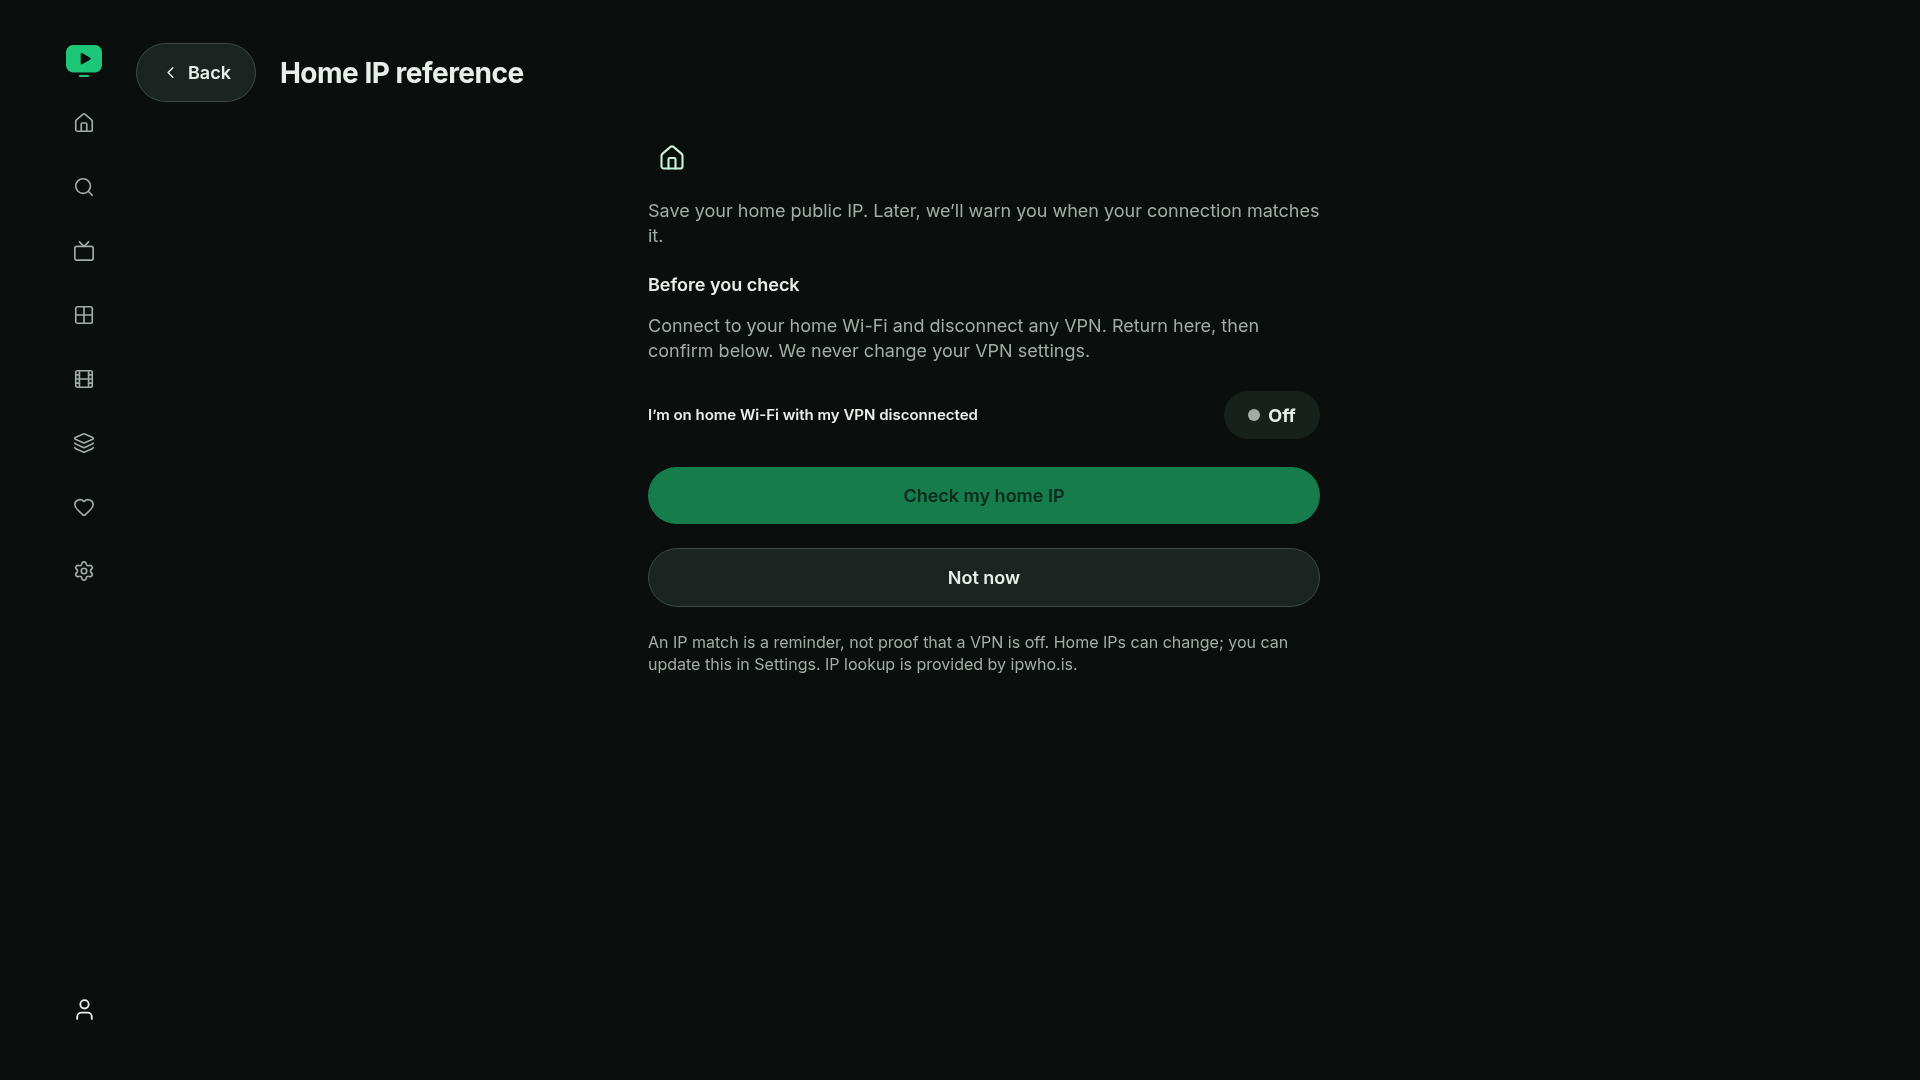 Back
Home IP reference
Save your home public IP. Later, we’ll warn you when your connection matches
it.
Before you check
Connect to your home Wi-Fi and disconnect any VPN. Return here, then
confirm below. We never change your VPN settings.
I’m on home Wi-Fi with my VPN disconnected
Off
Check my home IP
Not now
An IP match is a reminder, not proof that a VPN is off. Home IPs can change; you can
update this in Settings. IP lookup is provided by ipwho.is.